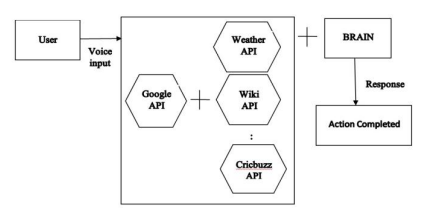 User
Voice
input
Google
API
Weather
API
Wiki
API
:
Cricbuzz
API
BRAIN
Response
Action Completed